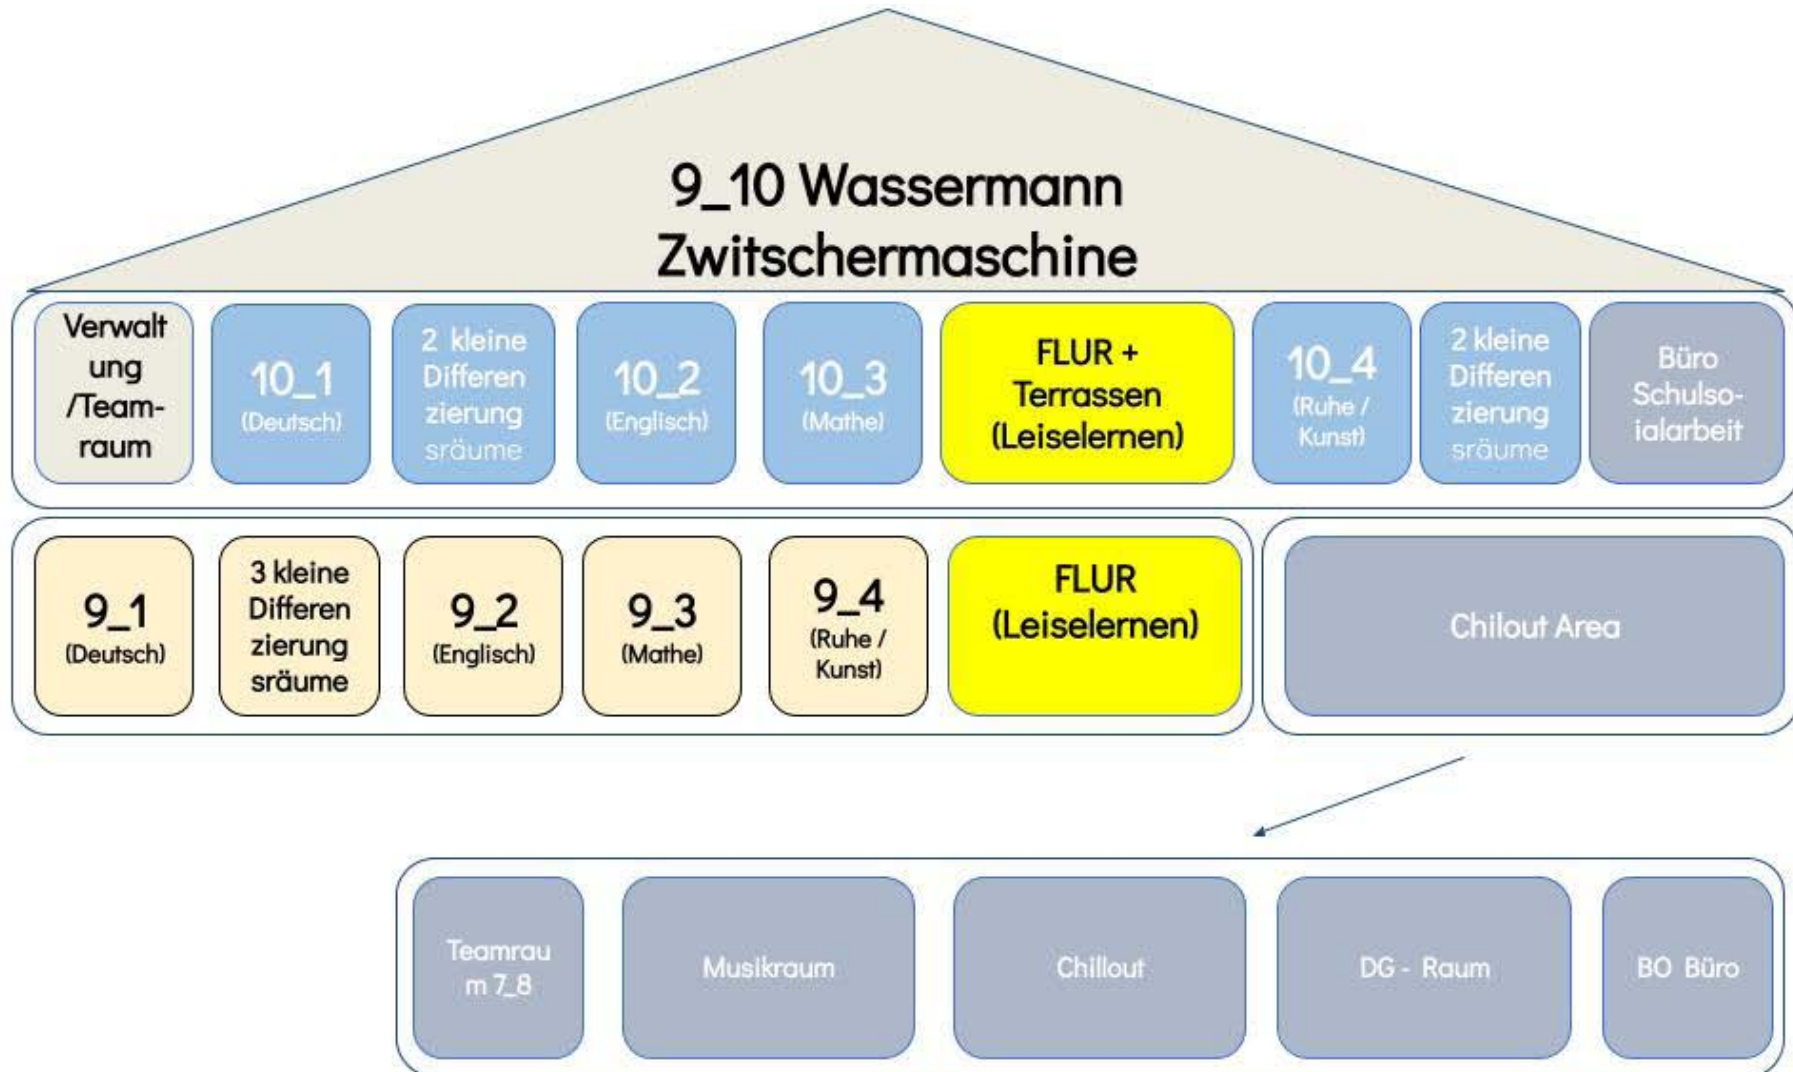 9_10 Wassermann
Zwitschermaschine
Verwalt
ung
/Team-
raum
10_1
(Deutsch)
2 kleine
Differen
zierung
sräume
10_2
(Englisch)
10_3
(Mathe)
FLUR +
Terrassen
(Leiselernen)
10_4
(Ruhe /
Kunst)
2 kleine
Differen
zierung
sräume
Büro
Schulso-
ialarbeit
9_1
(Deutsch)
3 kleine
Differen
zierung
sräume
9_2
(Englisch)
9_3
(Mathe)
9_4
(Ruhe /
Kunst)
FLUR
(Leiselernen)
Chilout Area
Teamrau
m 7_8
Musikraum
Chillout
DG - Raum
BO Büro